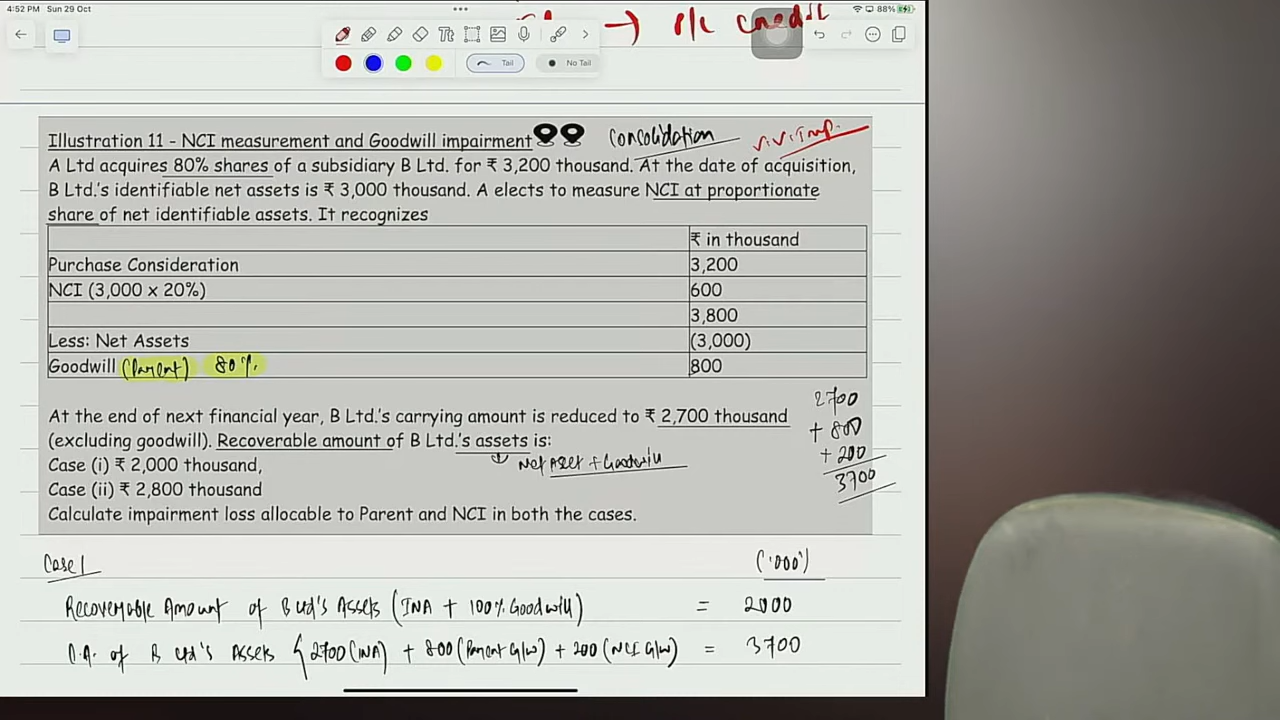 4:52 PM Sun 29 Oct
88%
→ P/L credit
Tt
Tail
No Tail
Illustration 11 - NCI measurement and Goodwill impairment Consolidation V.V.Imp.
A Ltd acquires 80% shares of a subsidiary B Ltd. for ₹ 3,200 thousand. At the date of acquisition,
B Ltd.'s identifiable net assets is ₹ 3,000 thousand. A elects to measure NCI at proportionate
share of net identifiable assets. It recognizes
₹ in thousand
Purchase Consideration 3,200
NCI (3,000 x 20%) 600
3,800
Less: Net Assets (3,000)
Goodwill (Parent) 80% 800
2700
+ 800
+ 200
3700
At the end of next financial year, B Ltd.'s carrying amount is reduced to ₹ 2,700 thousand
(excluding goodwill). Recoverable amount of B Ltd.'s assets is:
Net Asset + Goodwill
Case (i) ₹ 2,000 thousand,
Case (ii) ₹ 2,800 thousand
Calculate impairment loss allocable to Parent and NCI in both the cases.
Case 1 ('000')
Recoverable Amount of B Ltd's Assets (INA + 100% Goodwill) = 2000
C.A. of B Ltd's Assets { 2700 (INA) + 800 (Parent G/w) + 200 (NCI G/w) = 3700